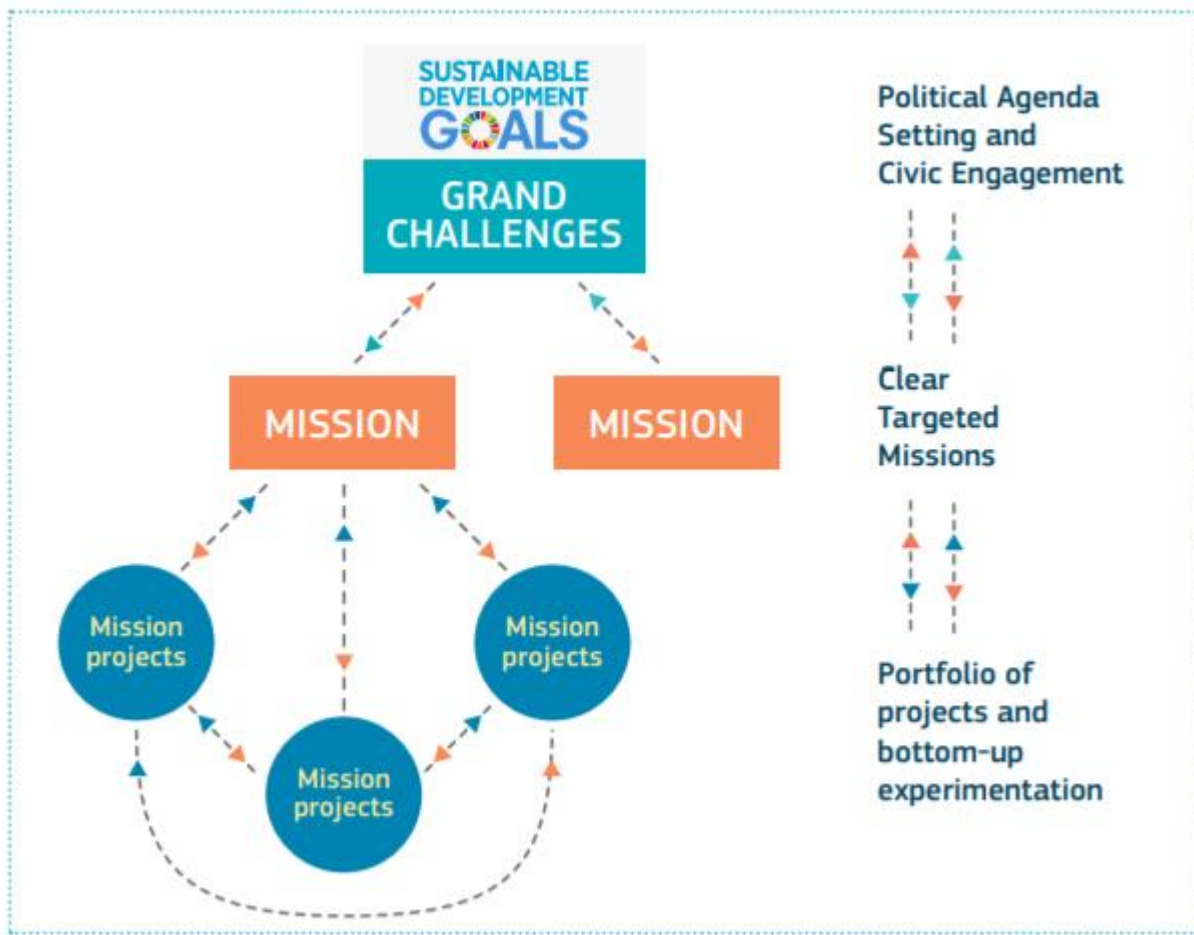 SUSTAINABLE
DEVELOPMENT
GOALS
GRAND
CHALLENGES
MISSION
MISSION
Mission
projects
Mission
projects
Mission
projects
Political Agenda
Setting and
Civic Engagement
Clear
Targeted
Missions
Portfolio of
projects and
bottom-up
experimentation